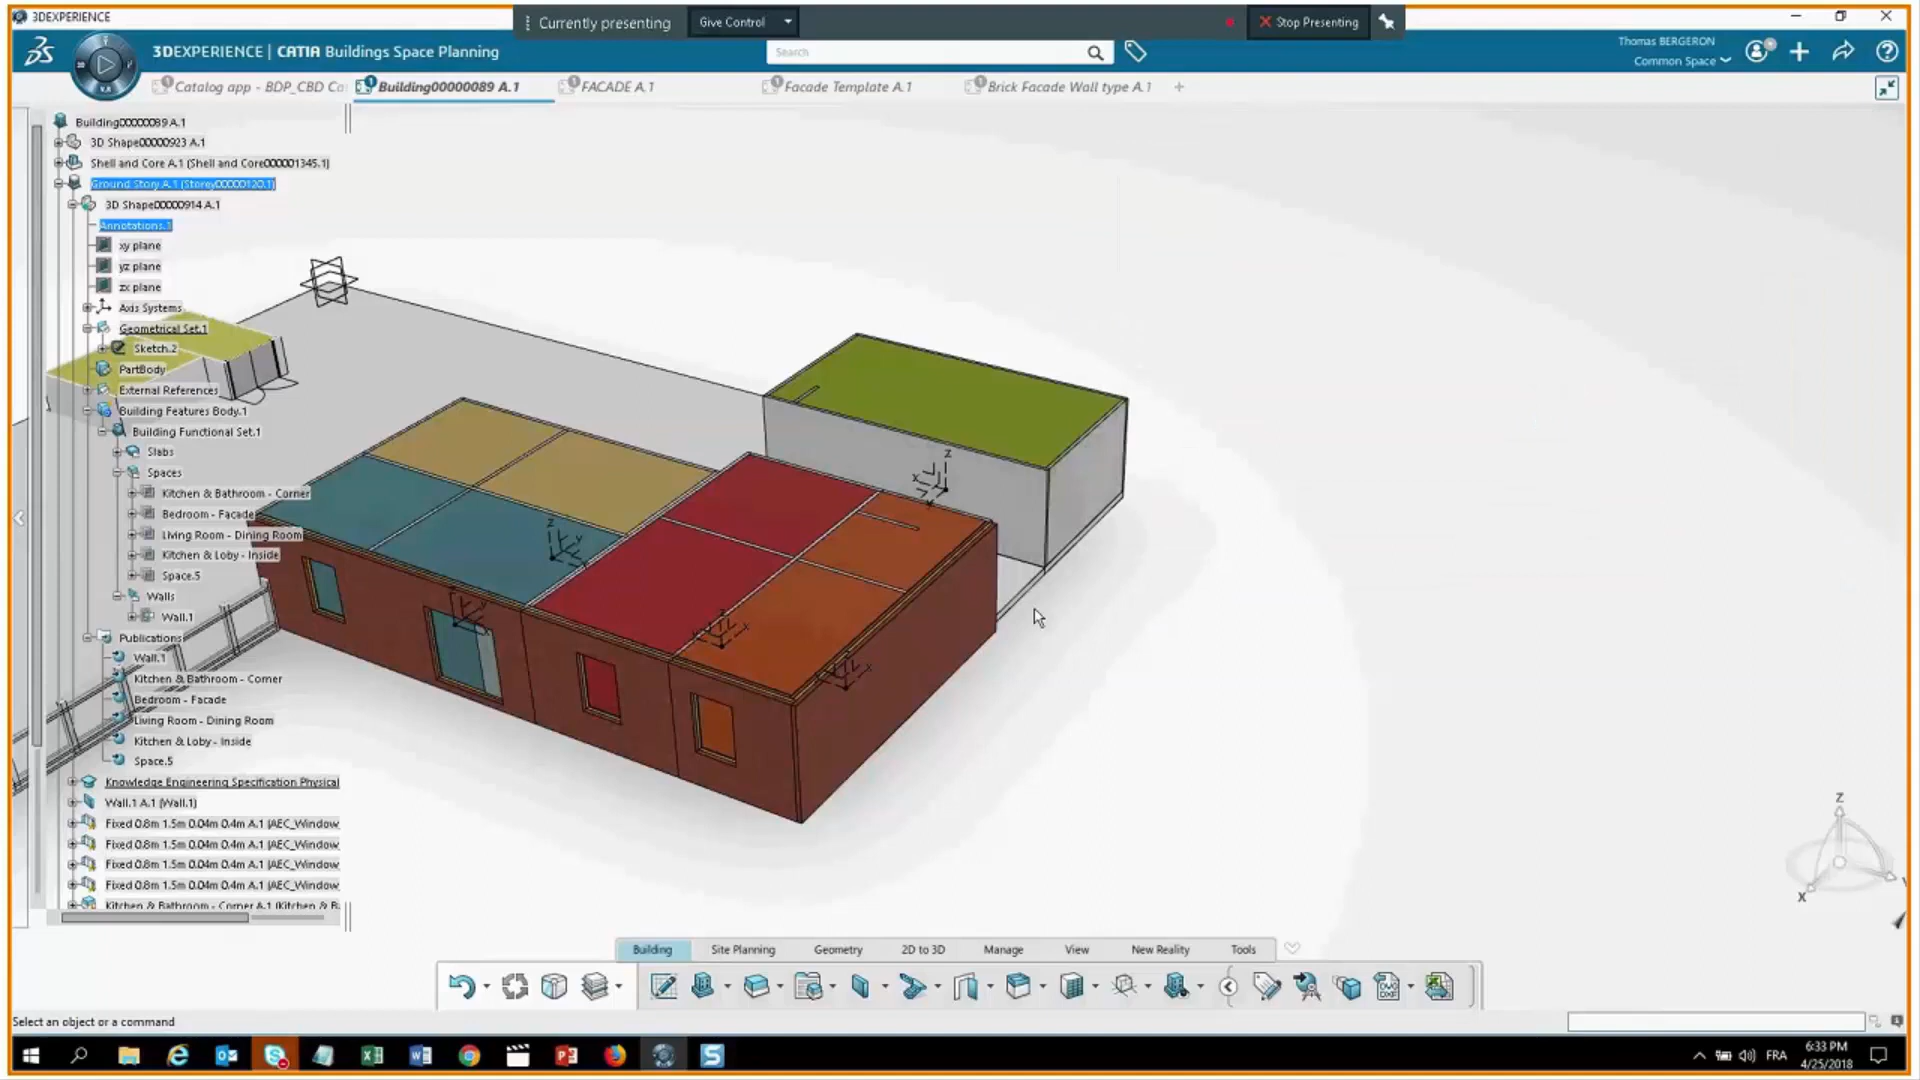 3DEXPERIENCE
Currently presenting
Give Control
Stop Presenting
3DEXPERIENCE | CATIA Buildings Space Planning
Search
Thomas BERGERON
Common Space
Catalog app - BDP_CBD Ca
Building00000089 A.1
FACADE A.1
Facade Template A.1
Brick Facade Wall type A.1
Building00000089 A.1
3D Shape00000923 A.1
Shell and Core A.1 (Shell and Core00001345.1)
Ground Story A.1 (Storey00000120.1)
3D Shape00000914 A.1
Annotations.1
xy plane
yz plane
zx plane
Axis Systems
Geometrical Set.1
Sketch.2
PartBody
External References
Building Features Body.1
Building Functional Set.1
Slabs
Spaces
Kitchen & Bathroom - Corner
Bedroom - Facade
Living Room - Dining Room
Kitchen & Loby - Inside
Space.5
Walls
Wall.1
Publications
Wall.1
Kitchen & Bathroom - Corner
Bedroom - Facade
Living Room - Dining Room
Kitchen & Loby - Inside
Space.5
Knowledge Engineering Specification Physical
Wall.1 A.1 (Wall.1)
Fixed 0.8m 1.5m 0.04m 0.4m A.1 (AEC_Window
Fixed 0.8m 1.5m 0.04m 0.4m A.1 (AEC_Window
Fixed 0.8m 1.5m 0.04m 0.4m A.1 (AEC_Window
Fixed 0.8m 1.5m 0.04m 0.4m A.1 (AEC_Window
Kitchen & Bathroom - Corner A.1 (Kitchen & B
Building
Site Planning
Geometry
2D to 3D
Manage
View
New Reality
Tools
Select an object or a command
FRA
6:33 PM
4/25/2018